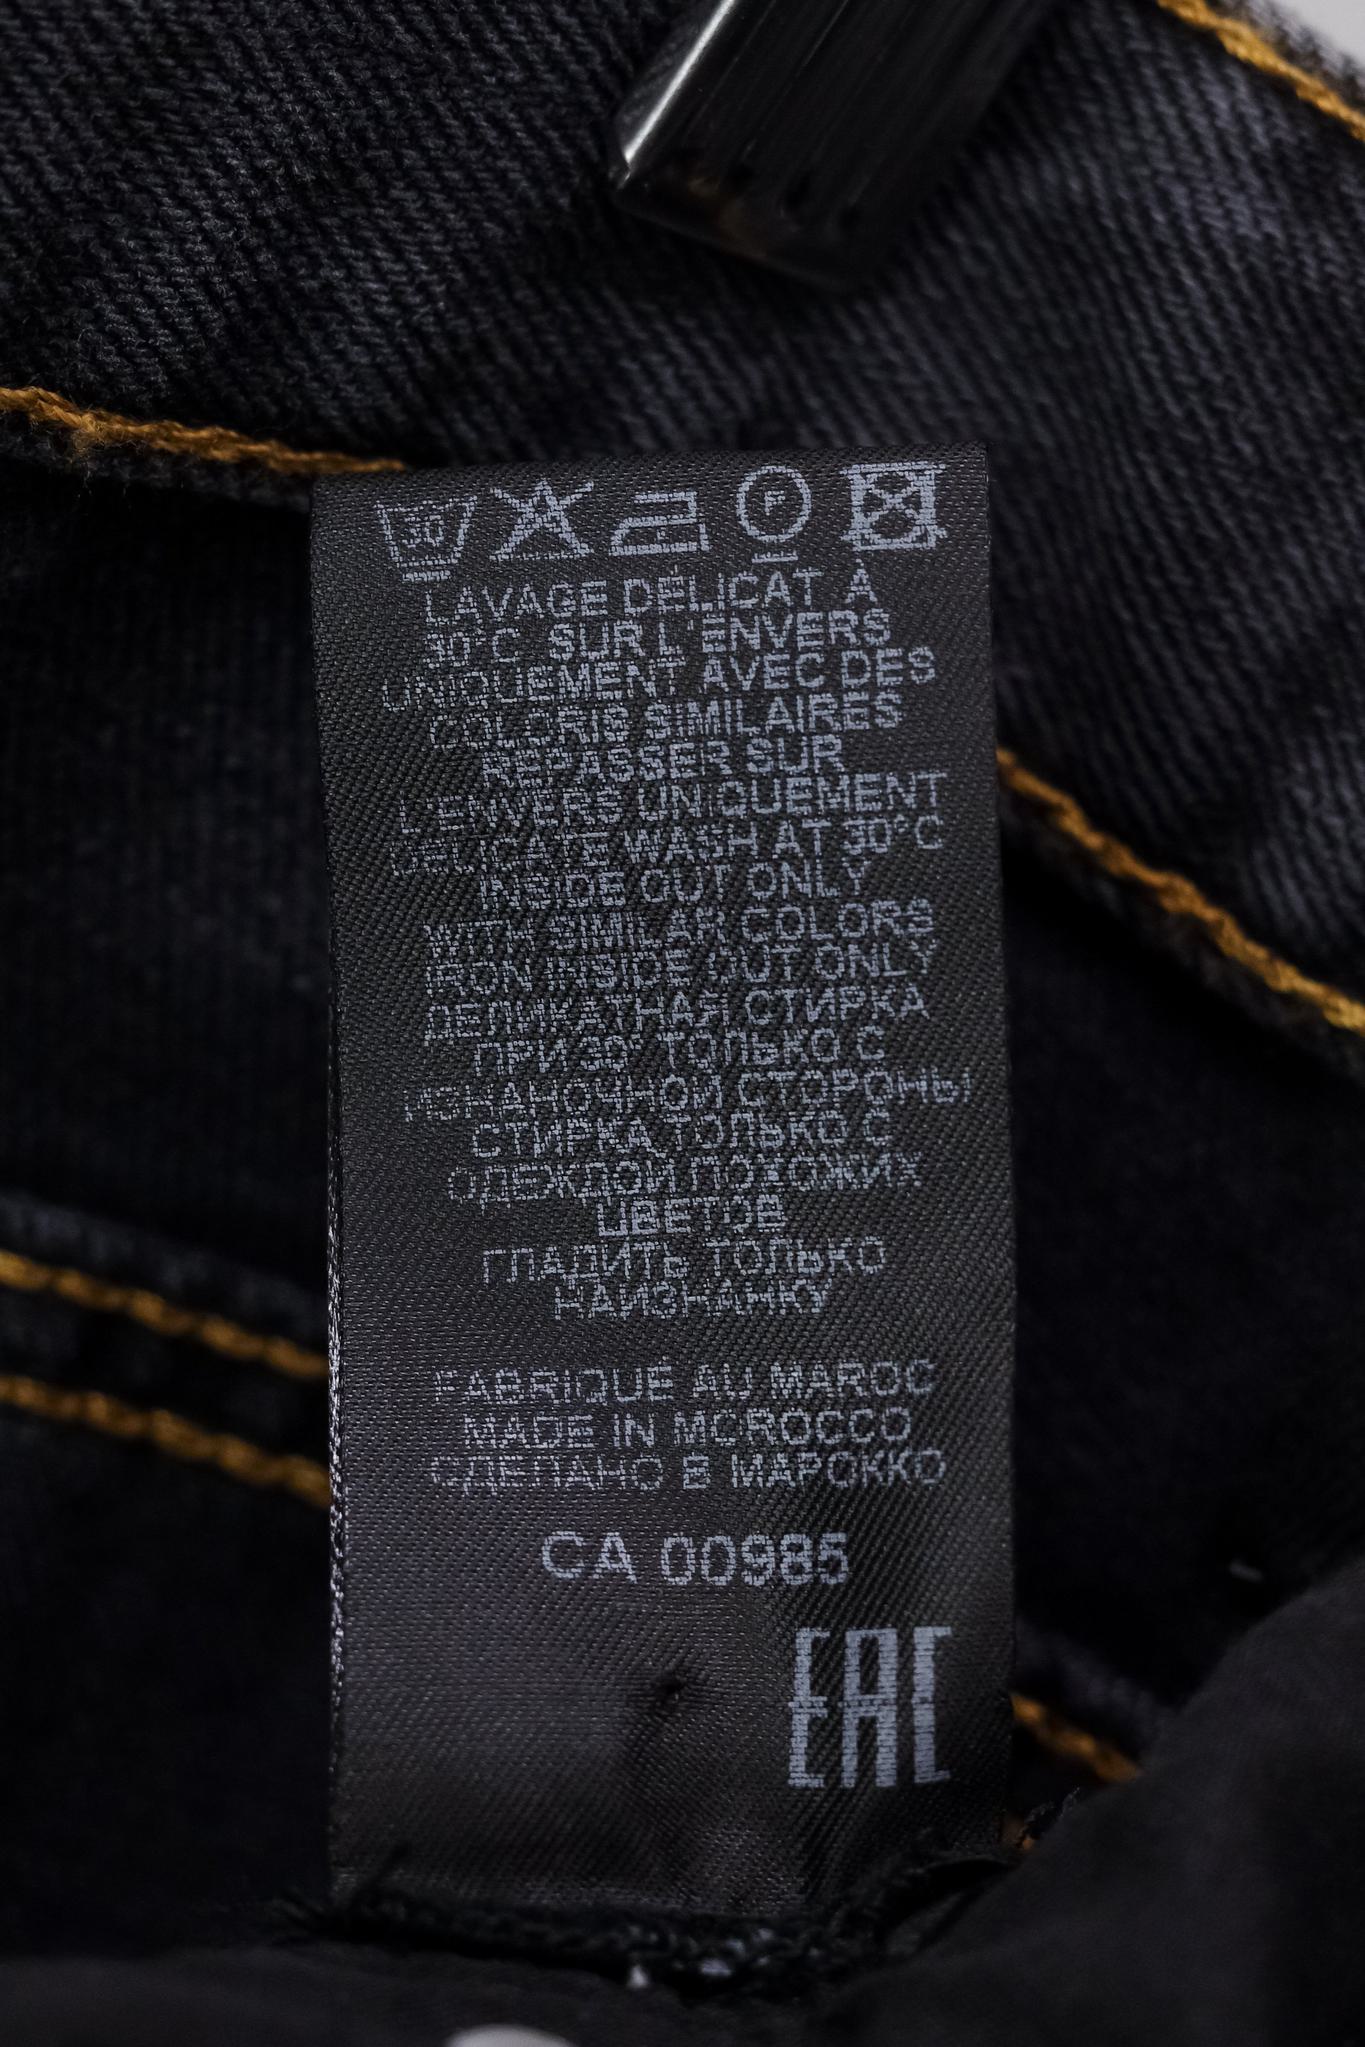 30 F
LAVAGE DÉLICAT À
30°C SUR L'ENVERS
UNIQUEMENT AVEC DES
COLORIS SIMILAIRES
REPASSER SUR
L'ENVERS UNIQUEMENT
DELICATE WASH AT 30°C
INSIDE OUT ONLY
WITH SIMILAR COLORS
IRON INSIDE OUT ONLY
ДЕЛИКАТНАЯ СТИРКА
ПРИ 30° ТОЛЬКО С
ИЗНАНОЧНОЙ СТОРОНЫ
СТИРКА ТОЛЬКО С
ОДЕЖДОЙ ПОХОЖИХ
ЦВЕТОВ
ГЛАДИТЬ ТОЛЬКО
НАИЗНАНКУ
FABRIQUÉ AU MAROC
MADE IN MOROCCO
СДЕЛАНО В МАРОККО
CA 00985
EAC